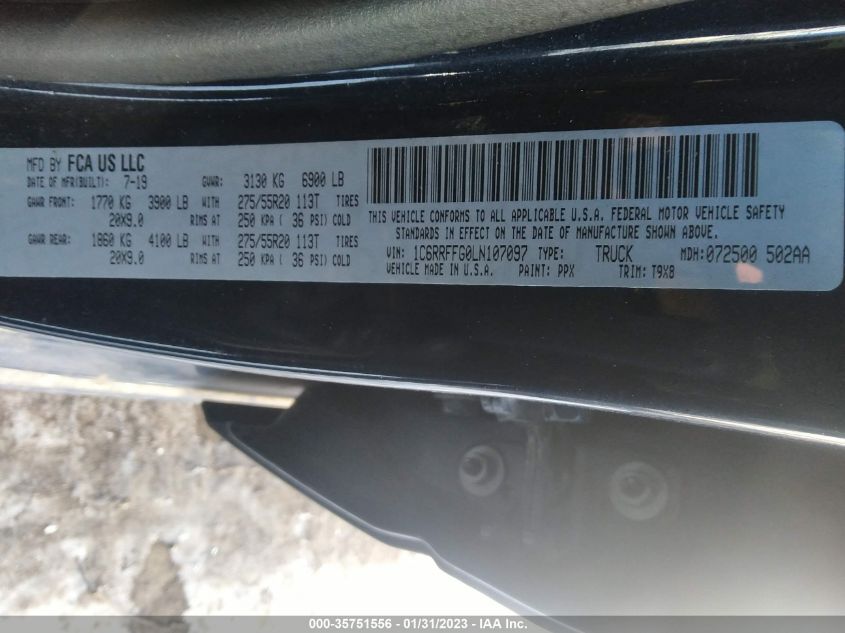 MFD BY FCA US LLC
DATE OF MFR(BUILT): 7-19 GVWR: 3130 KG 6900 LB
GAWR FRONT: 1770 KG 3900 LB WITH 275/55R20 113T TIRES
20X9.0 RIMS AT 250 KPA ( 36 PSI) COLD
GAWR REAR: 1860 KG 4100 LB WITH 275/55R20 113T TIRES
20X9.0 RIMS AT 250 KPA ( 36 PSI) COLD
THIS VEHICLE CONFORMS TO ALL APPLICABLE U.S.A. FEDERAL MOTOR VEHICLE SAFETY
STANDARDS IN EFFECT ON THE DATE OF MANUFACTURE SHOWN ABOVE.
VIN: 1C6RRFFG0LN107097 TYPE: TRUCK MDH: 072500 502AA
VEHICLE MADE IN U.S.A. PAINT: PPX TRIM: T9X8
000-35751556 - 01/31/2023 - IAA Inc.